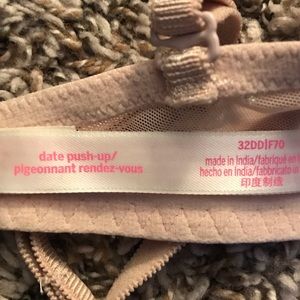 date push-up/
pigeonnant rendez-vous
32DD|F70
made in India/fabriqué en
hecho en India/fabbricato
印度制造